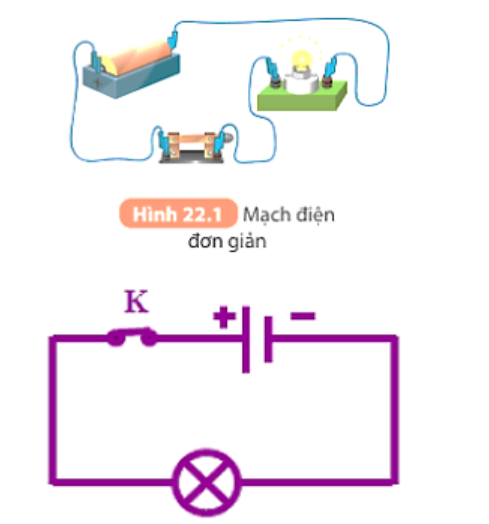 Hình 22.1 Mạch điện
đơn giản
K
+ −